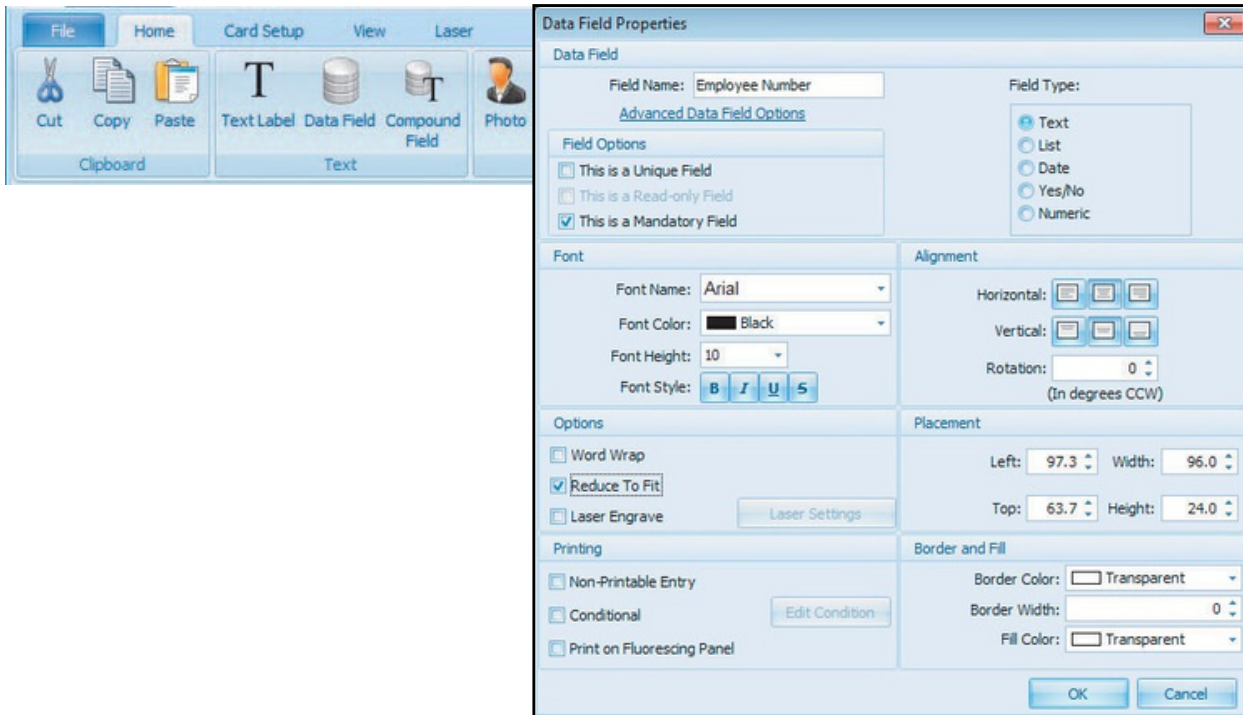 File Home Card Setup View Laser
Cut Copy Paste Text Label Data Field Compound Field Photo
Clipboard Text
Data Field Properties
Data Field
Field Name: Employee Number
Advanced Data Field Options
Field Options
This is a Unique Field
This is a Read-only Field
This is a Mandatory Field
Field Type:
Text
List
Date
Yes/No
Numeric
Font
Font Name: Arial
Font Color: Black
Font Height: 10
Font Style: B I U S
Alignment
Horizontal:
Vertical:
Rotation: 0
(In degrees CCW)
Options
Word Wrap
Reduce To Fit
Laser Engrave Laser Settings
Placement
Left: 97.3 Width: 96.0
Top: 63.7 Height: 24.0
Printing
Non-Printable Entry
Conditional Edit Condition
Print on Fluorescing Panel
Border and Fill
Border Color: Transparent
Border Width: 0
Fill Color: Transparent
OK Cancel